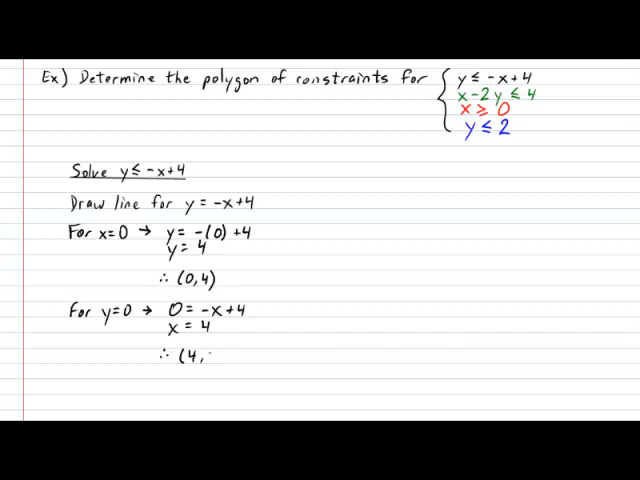 Ex) Determine the polygon of constraints for
y ≤ -x+4
x-2y ≤ 4
x ≥ 0
y ≤ 2
Solve y ≤ -x+4
Draw line for y = -x+4
For x=0 → y = -(0) +4
y = 4
∴ (0,4)
For y=0 → 0 = -x+4
x = 4
∴ (4,